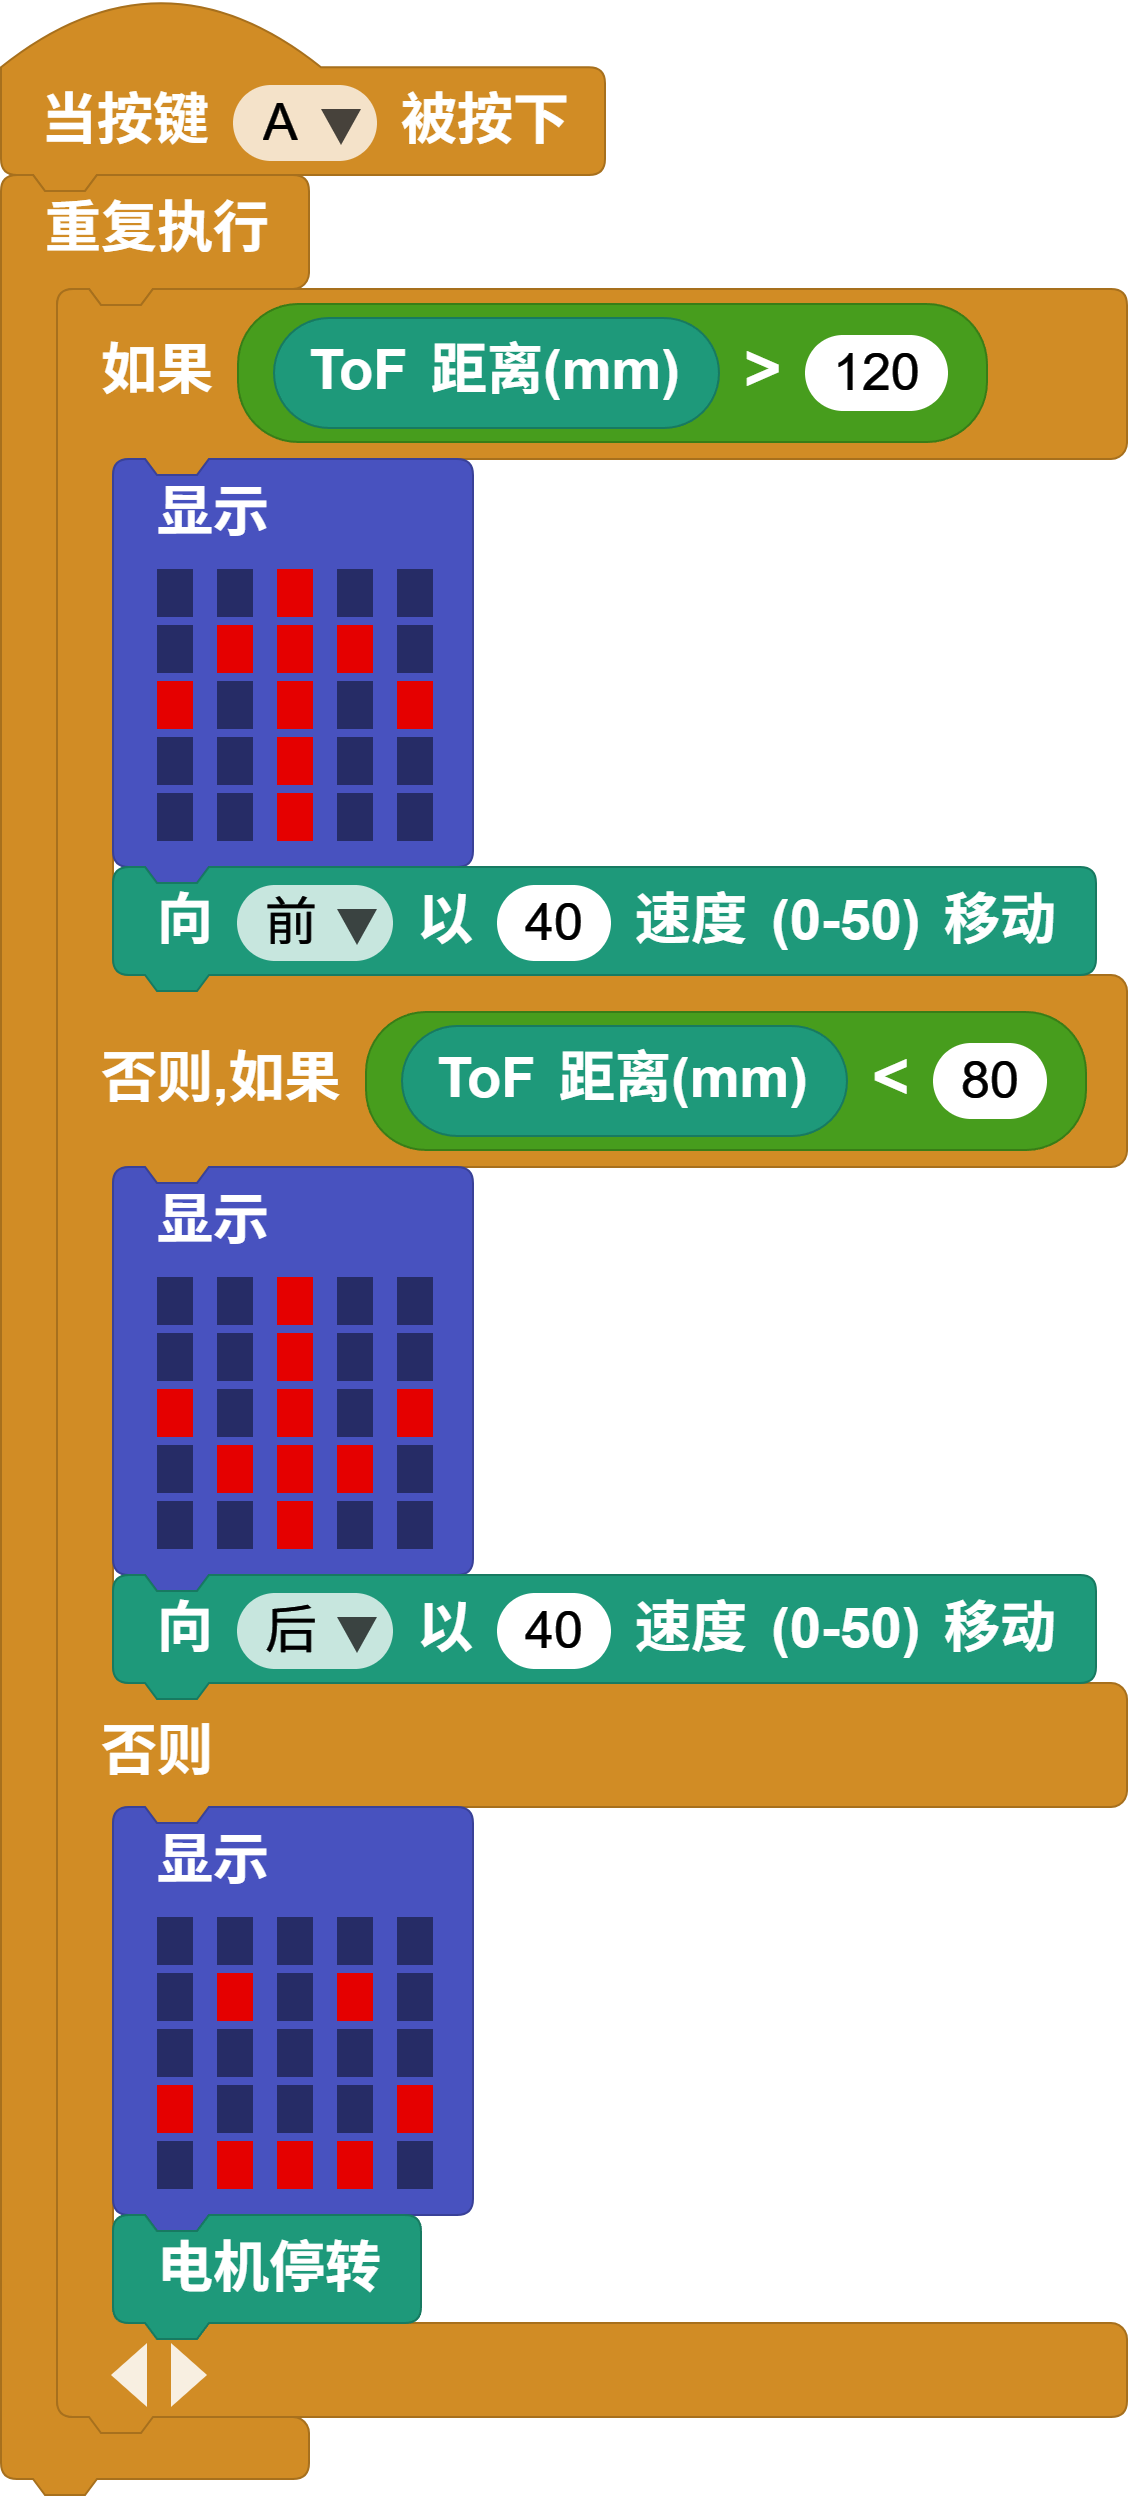 当按键 A 被按下
重复执行
如果 ToF 距离(mm) > 120
显示
向 前 以 40 速度 (0-50) 移动
否则,如果 ToF 距离(mm) < 80
显示
向 后 以 40 速度 (0-50) 移动
否则
显示
电机停转